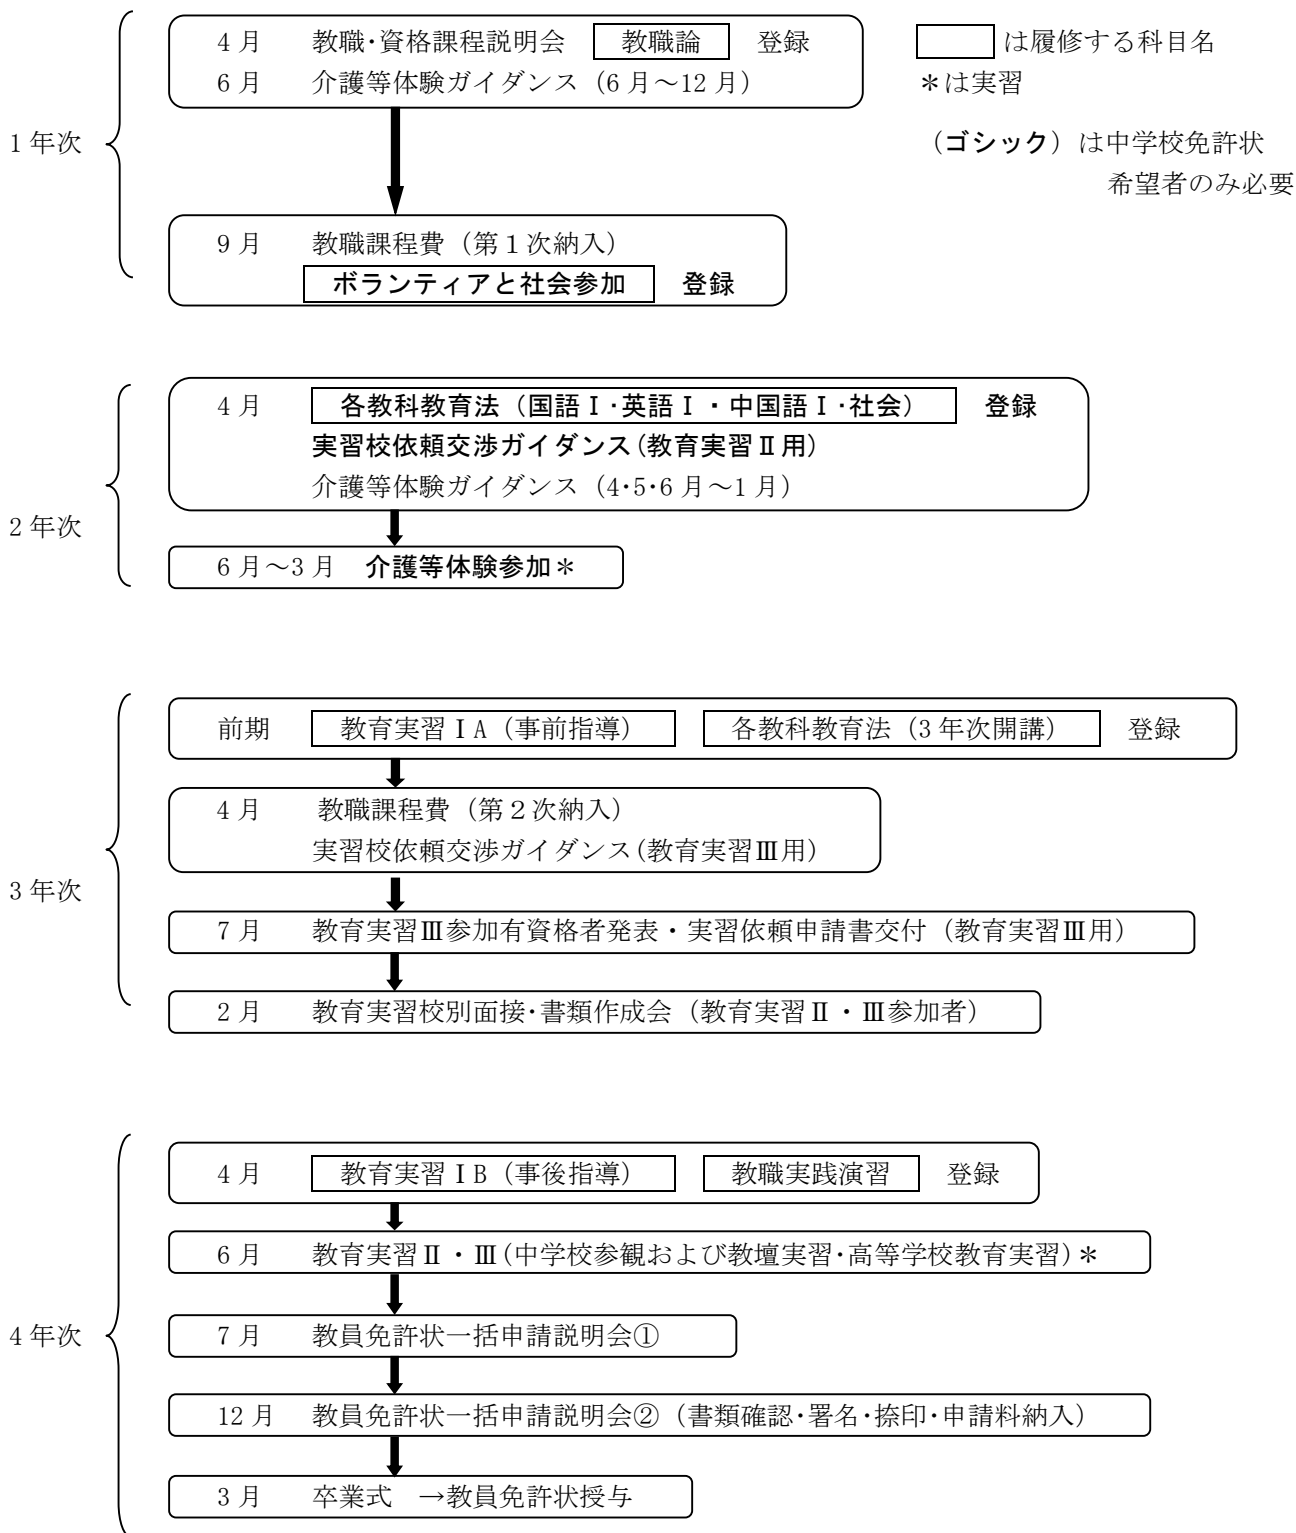 4月 教職・資格課程説明会 教職論 登録
6月 介護等体験ガイダンス（6月～12月）
は履修する科目名
＊は実習
（ゴシック）は中学校免許状
希望者のみ必要
1年次
9月 教職課程費（第1次納入）
ボランティアと社会参加 登録
2年次
4月 各教科教育法（国語Ⅰ・英語Ⅰ・中国語Ⅰ・社会） 登録
実習校依頼交渉ガイダンス(教育実習Ⅱ用)
介護等体験ガイダンス（4・5・6月～1月）
6月～3月 介護等体験参加＊
3年次
前期 教育実習ⅠA（事前指導） 各教科教育法（3年次開講） 登録
4月 教職課程費（第2次納入）
実習校依頼交渉ガイダンス(教育実習Ⅲ用)
7月 教育実習Ⅲ参加有資格者発表・実習依頼申請書交付（教育実習Ⅲ用）
2月 教育実習校別面接・書類作成会（教育実習Ⅱ・Ⅲ参加者）
4年次
4月 教育実習ⅠB（事後指導） 教職実践演習 登録
6月 教育実習Ⅱ・Ⅲ(中学校参観および教壇実習・高等学校教育実習)＊
7月 教員免許状一括申請説明会①
12月 教員免許状一括申請説明会②（書類確認・署名・捺印・申請料納入）
3月 卒業式 →教員免許状授与